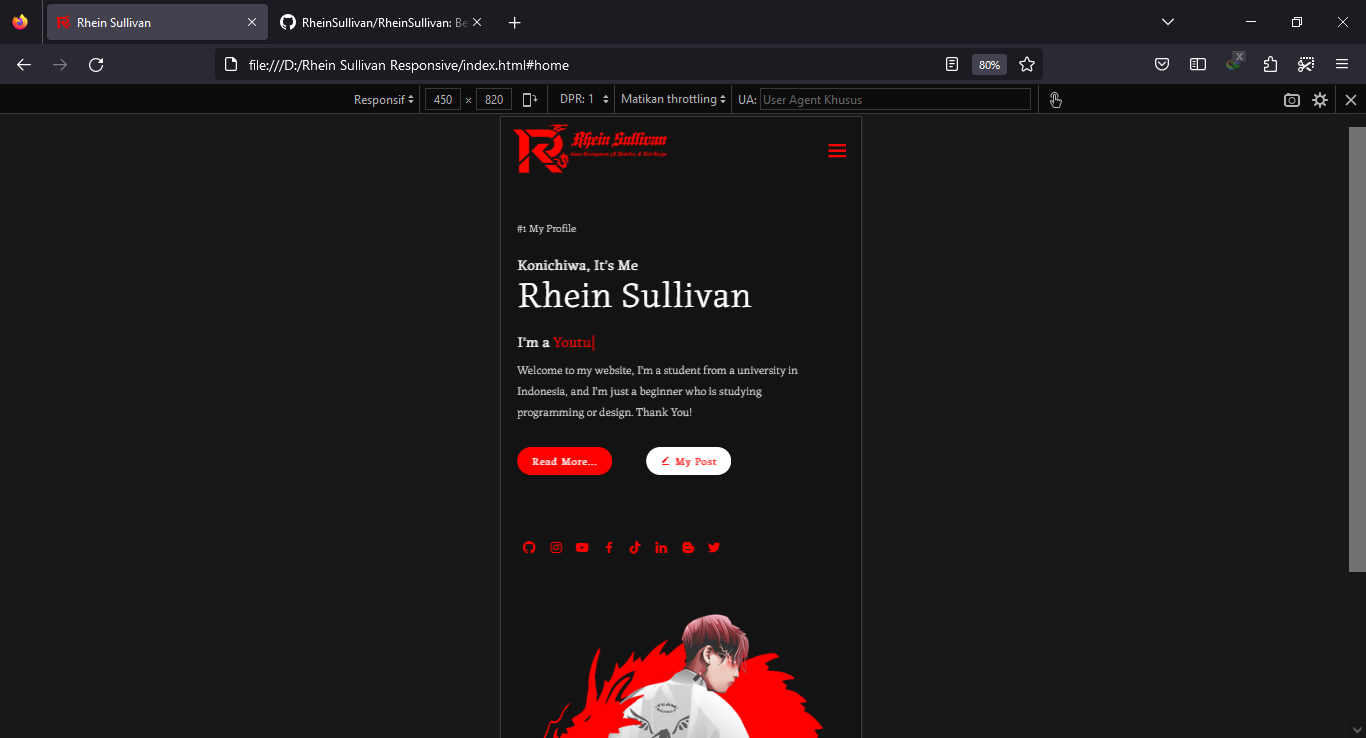 Rhein Sullivan
RheinSullivan/RheinSullivan: Be
file:///D:/Rhein Sullivan Responsive/index.html#home
80%
Responsif
450 × 820
DPR: 1
Matikan throttling
UA: User Agent Khusus
Rhein Sullivan
#1 My Profile
Konichiwa, It's Me
Rhein Sullivan
I'm a Youtu|
Welcome to my website, I'm a student from a university in
Indonesia, and I'm just a beginner who is studying
programming or design. Thank You!
Read More...
My Post
TEAM